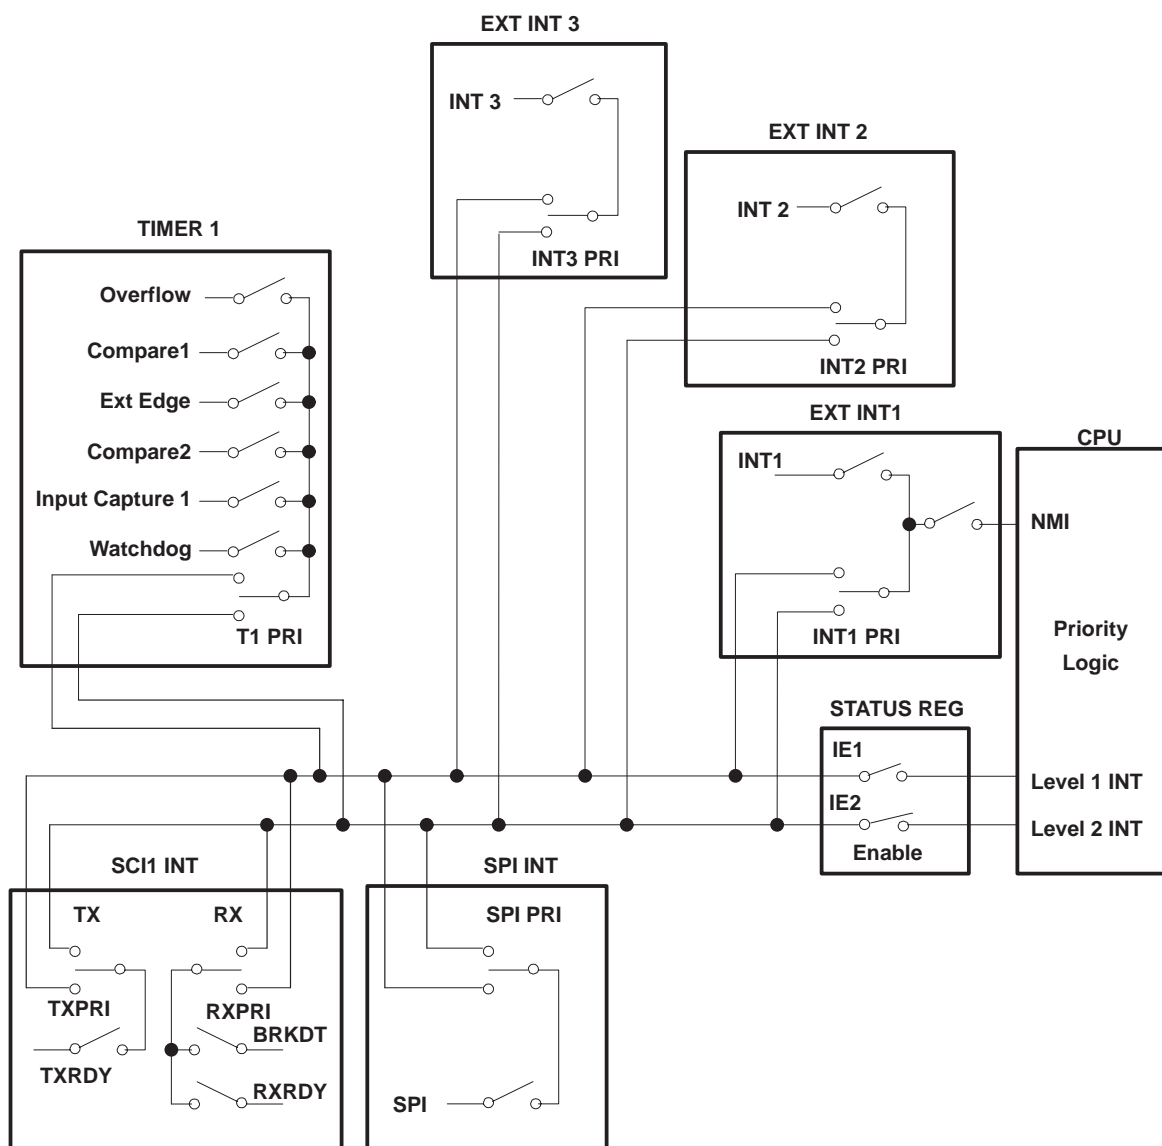 EXT INT 3
INT 3
INT3 PRI
EXT INT 2
INT 2
INT2 PRI
TIMER 1
Overflow
Compare1
Ext Edge
Compare2
Input Capture 1
Watchdog
T1 PRI
EXT INT1
INT1
INT1 PRI
CPU
NMI
Priority
Logic
Level 1 INT
Level 2 INT
STATUS REG
IE1
IE2
Enable
SCI1 INT
TX
RX
TXPRI
RXPRI
BRKDT
TXRDY
RXRDY
SPI INT
SPI PRI
SPI